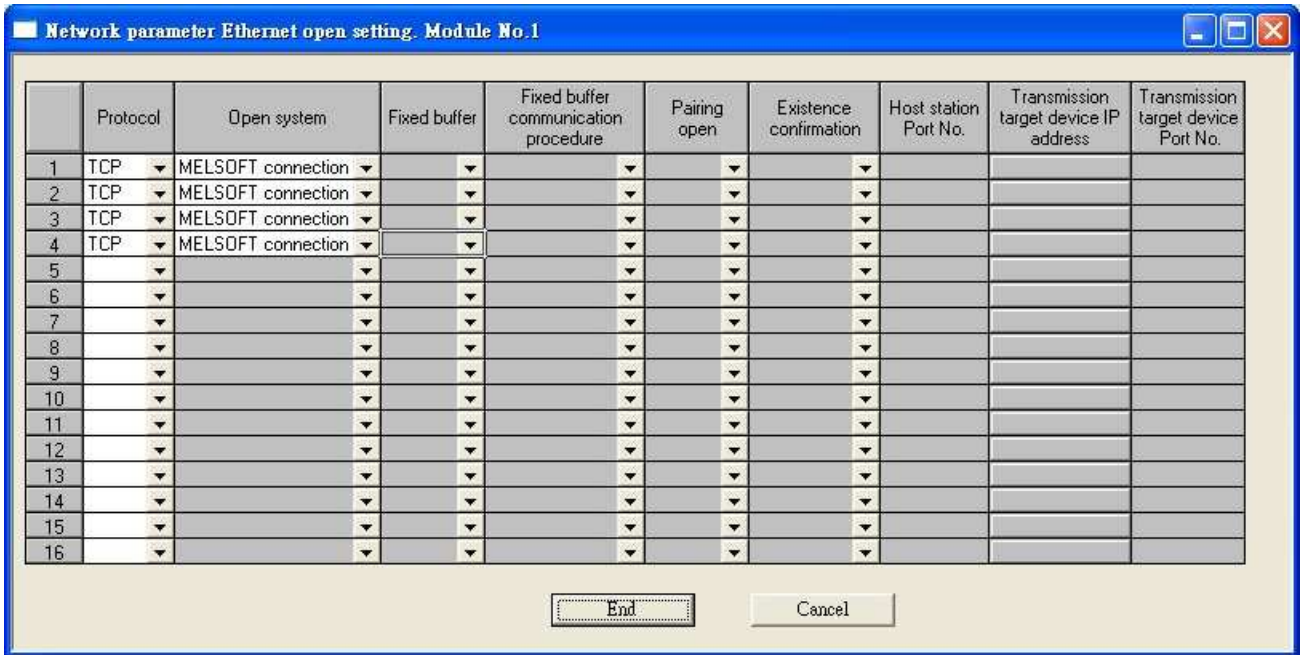 Network parameter Ethernet open setting. Module No.1
Protocol Open system Fixed buffer Fixed buffer communication procedure Pairing open Existence confirmation Host station Port No. Transmission target device IP address Transmission target device Port No.
1 TCP MELSOFT connection
2 TCP MELSOFT connection
3 TCP MELSOFT connection
4 TCP MELSOFT connection
5
6
7
8
9
10
11
12
13
14
15
16
End Cancel